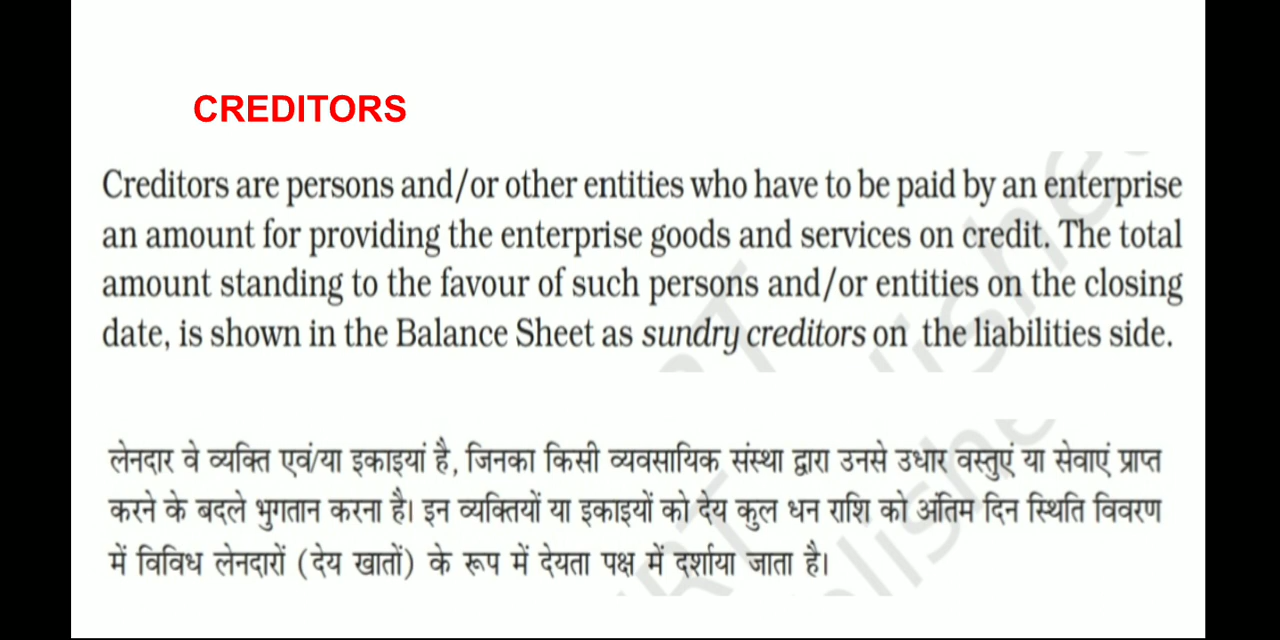 CREDITORS
Creditors are persons and/or other entities who have to be paid by an enterprise
an amount for providing the enterprise goods and services on credit. The total
amount standing to the favour of such persons and/or entities on the closing
date, is shown in the Balance Sheet as sundry creditors on the liabilities side.
लेनदार वे व्यक्ति एवं/या इकाइयां है, जिनका किसी व्यवसायिक संस्था द्वारा उनसे उधार वस्तुएं या सेवाएं प्राप्त
करने के बदले भुगतान करना है। इन व्यक्तियों या इकाइयों को देय कुल धन राशि को अंतिम दिन स्थिति विवरण
में विविध लेनदारों (देय खातों) के रूप में देयता पक्ष में दर्शाया जाता है।